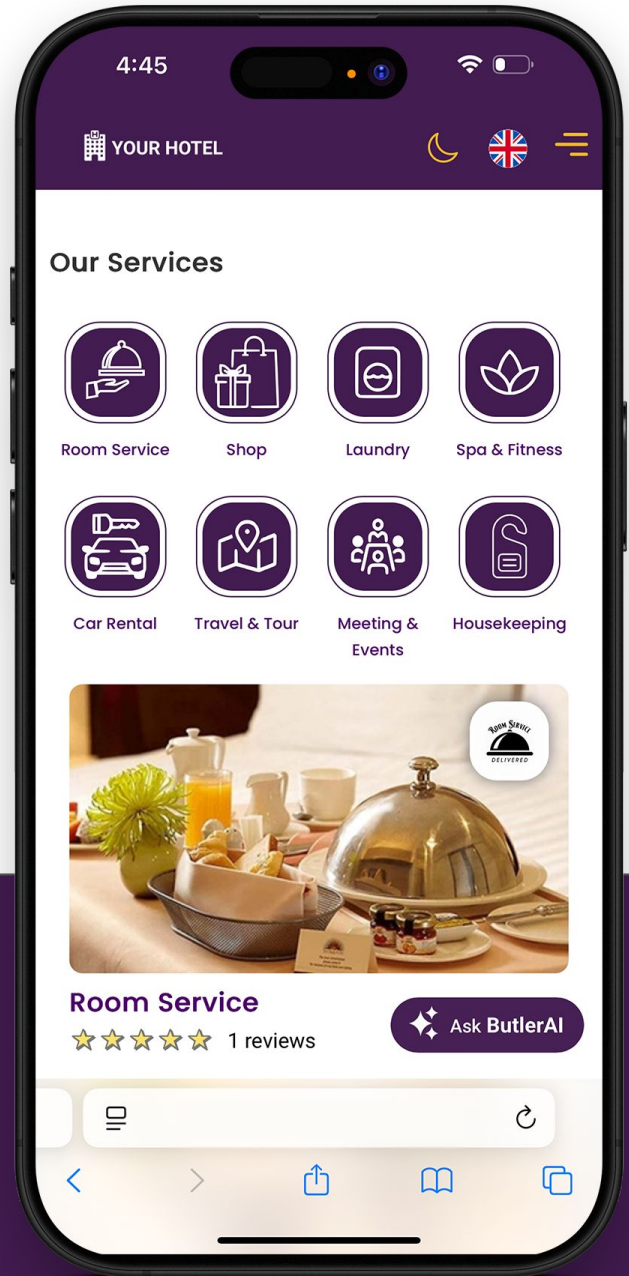 4:45
YOUR HOTEL
Our Services
Room Service
Shop
Laundry
Spa & Fitness
Car Rental
Travel & Tour
Meeting &
Events
Housekeeping
ROOM SERVICE
DELIVERED
Room Service
1 reviews
Ask ButlerAI